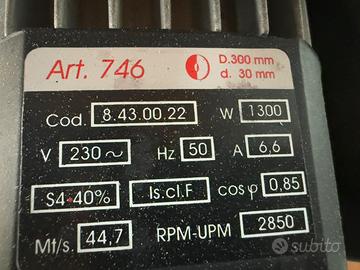 Art. 746 D.300 mm
d. 30 mm
Cod. 8.43.00.22 W 1300
V 230 ~ Hz 50 A 6,6
S4-40% Is.cl.F cos φ 0,85
Mt/s. 44,7 RPM-UPM 2850
subito